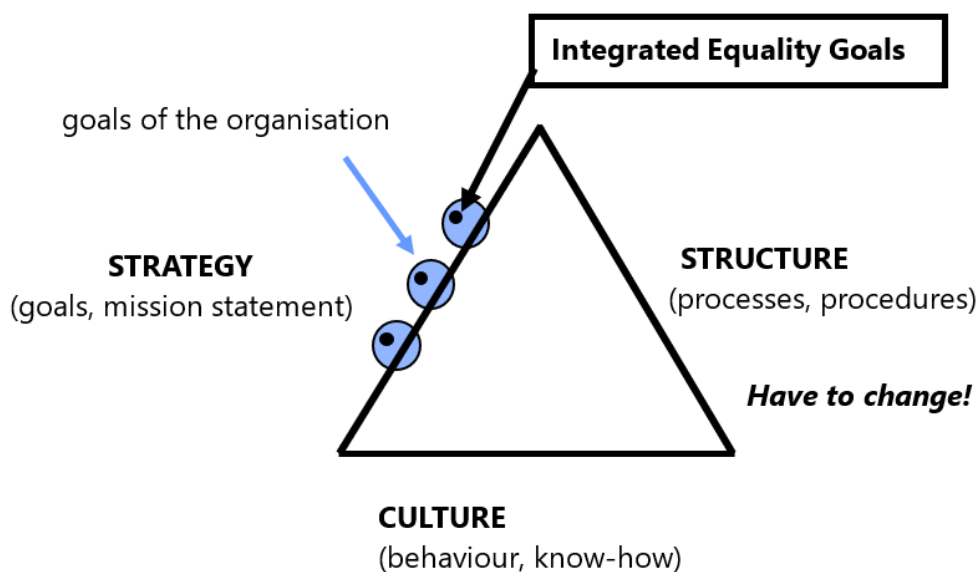 Integrated Equality Goals
goals of the organisation
STRATEGY
(goals, mission statement)
STRUCTURE
(processes, procedures)
Have to change!
CULTURE
(behaviour, know-how)